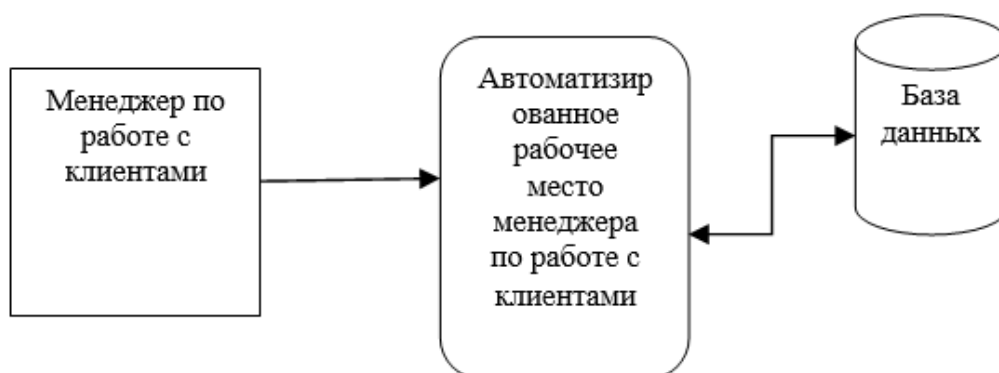 Менеджер по
работе с
клиентами
Автоматизир
ованное
рабочее
место
менеджера
по работе с
клиентами
База
данных